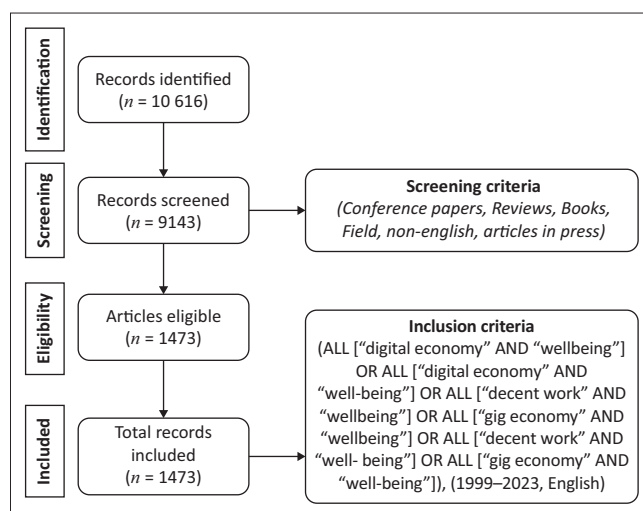 Identification
Records identified
(n = 10 616)
Screening
Records screened
(n = 9143)
Screening criteria
(Conference papers, Reviews, Books,
Field, non-english, articles in press)
Eligibility
Articles eligible
(n = 1473)
Included
Total records
included
(n = 1473)
Inclusion criteria
(ALL [“digital economy” AND “wellbeing”]
OR ALL [“digital economy” AND
“well-being”] OR ALL [“decent work” AND
“wellbeing”] OR ALL [“gig economy” AND
“wellbeing”] OR ALL [“decent work” AND
“well- being”] OR ALL [“gig economy” AND
“well-being”]), (1999–2023, English)